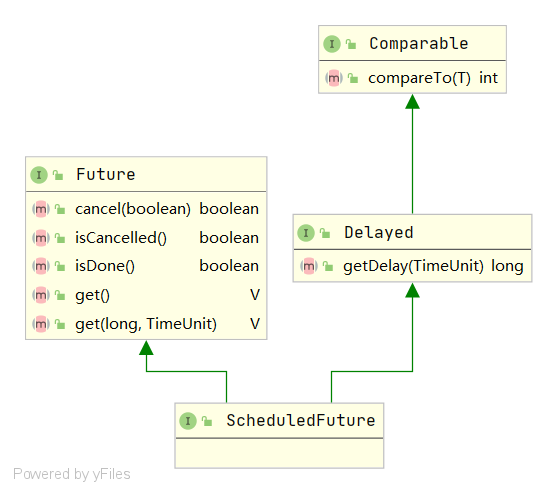 I Comparable
m compareTo(T) int
I Future
m cancel(boolean) boolean
m isCancelled() boolean
m isDone() boolean
m get() V
m get(long, TimeUnit) V
I Delayed
m getDelay(TimeUnit) long
I ScheduledFuture
Powered by yFiles